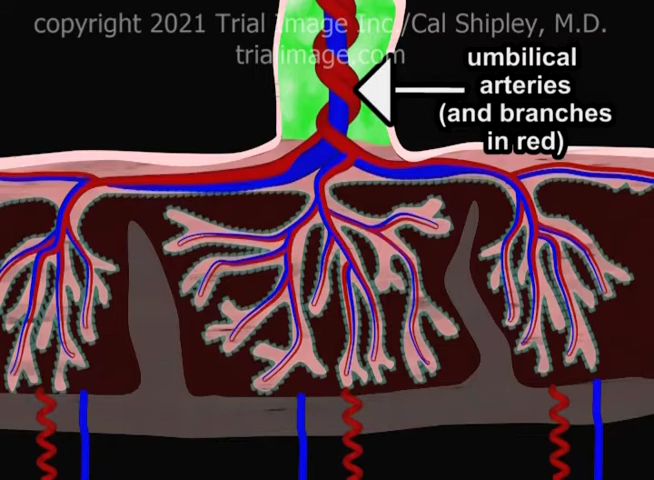 copyright 2021 Trial Image Inc./Cal Shipley, M.D.
trialimage.com
umbilical
arteries
(and branches
in red)